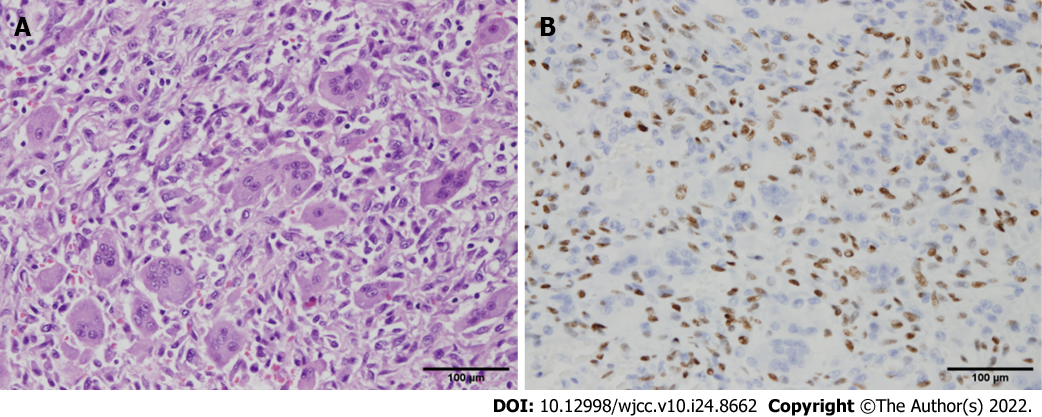 A
B
100 µm
100 µm
DOI: 10.12998/wjcc.v10.i24.8662 Copyright ©The Author(s) 2022.